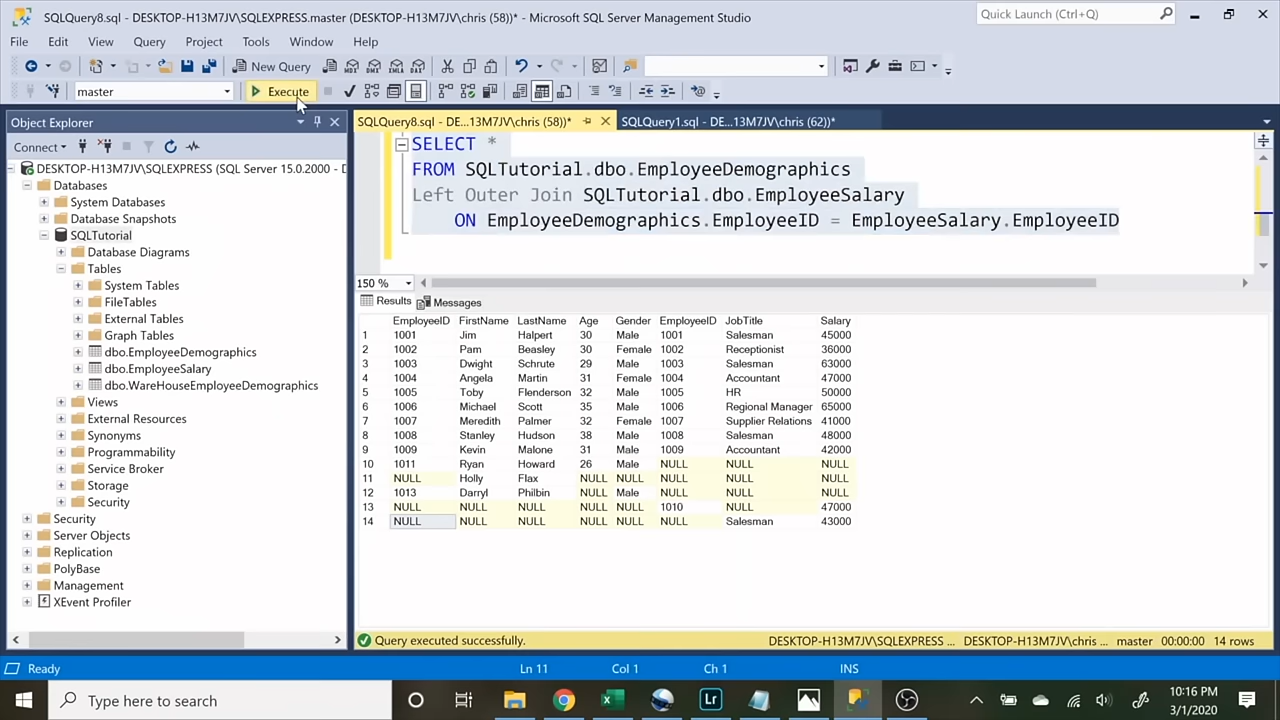 SQLQuery8.sql - DESKTOP-H13M7JV\SQLEXPRESS.master (DESKTOP-H13M7JV\chris (58))* - Microsoft SQL Server Management Studio
Quick Launch (Ctrl+Q)
File Edit View Query Project Tools Window Help
New Query
master
Execute
Object Explorer
SQLQuery8.sql - DE...13M7JV\chris (58))*
SQLQuery1.sql - DE...13M7JV\chris (62))*
Connect
DESKTOP-H13M7JV\SQLEXPRESS (SQL Server 15.0.2000 - D
Databases
System Databases
Database Snapshots
SQLTutorial
Database Diagrams
Tables
System Tables
FileTables
External Tables
Graph Tables
dbo.EmployeeDemographics
dbo.EmployeeSalary
dbo.WareHouseEmployeeDemographics
Views
External Resources
Synonyms
Programmability
Service Broker
Storage
Security
Security
Server Objects
Replication
PolyBase
Management
XEvent Profiler
SELECT *
FROM SQLTutorial.dbo.EmployeeDemographics
Left Outer Join SQLTutorial.dbo.EmployeeSalary
ON EmployeeDemographics.EmployeeID = EmployeeSalary.EmployeeID
150 %
Results Messages
EmployeeID FirstName LastName Age Gender EmployeeID JobTitle Salary
1 1001 Jim Halpert 30 Male 1001 Salesman 45000
2 1002 Pam Beasley 30 Female 1002 Receptionist 36000
3 1003 Dwight Schrute 29 Male 1003 Salesman 63000
4 1004 Angela Martin 31 Female 1004 Accountant 47000
5 1005 Toby Flenderson 32 Male 1005 HR 50000
6 1006 Michael Scott 35 Male 1006 Regional Manager 65000
7 1007 Meredith Palmer 32 Female 1007 Supplier Relations 41000
8 1008 Stanley Hudson 38 Male 1008 Salesman 48000
9 1009 Kevin Malone 31 Male 1009 Accountant 42000
10 1011 Ryan Howard 26 Male NULL NULL NULL
11 NULL Holly Flax NULL NULL NULL NULL NULL
12 1013 Darryl Philbin NULL Male NULL NULL NULL
13 NULL NULL NULL NULL NULL 1010 NULL 47000
14 NULL NULL NULL NULL NULL NULL Salesman 43000
Query executed successfully.
DESKTOP-H13M7JV\SQLEXPRESS ... DESKTOP-H13M7JV\chris ... master 00:00:00 14 rows
Ready
Ln 11 Col 1 Ch 1 INS
Type here to search
10:16 PM
3/1/2020